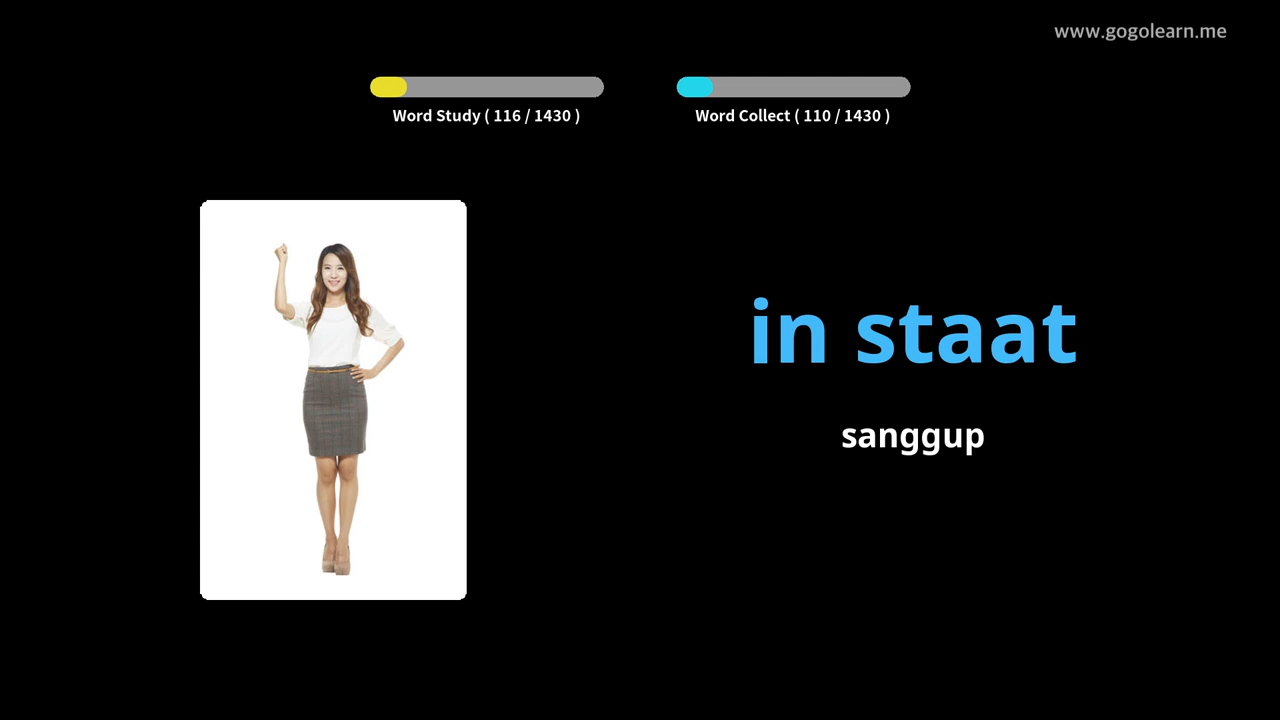 www.gogolearn.me
Word Study ( 116 / 1430 )
Word Collect ( 110 / 1430 )
in staat
sanggup